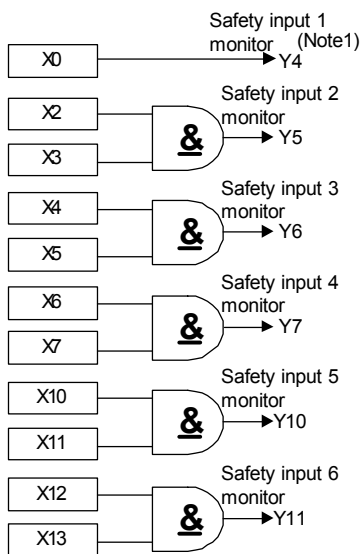 Safety input 1
monitor (Note1)
X0
Y4
Safety input 2
X2
monitor
&
Y5
X3
Safety input 3
X4
monitor
&
Y6
X5
Safety input 4
X6
monitor
&
Y7
X7
Safety input 5
X10
monitor
&
Y10
X11
Safety input 6
X12
monitor
&
Y11
X13